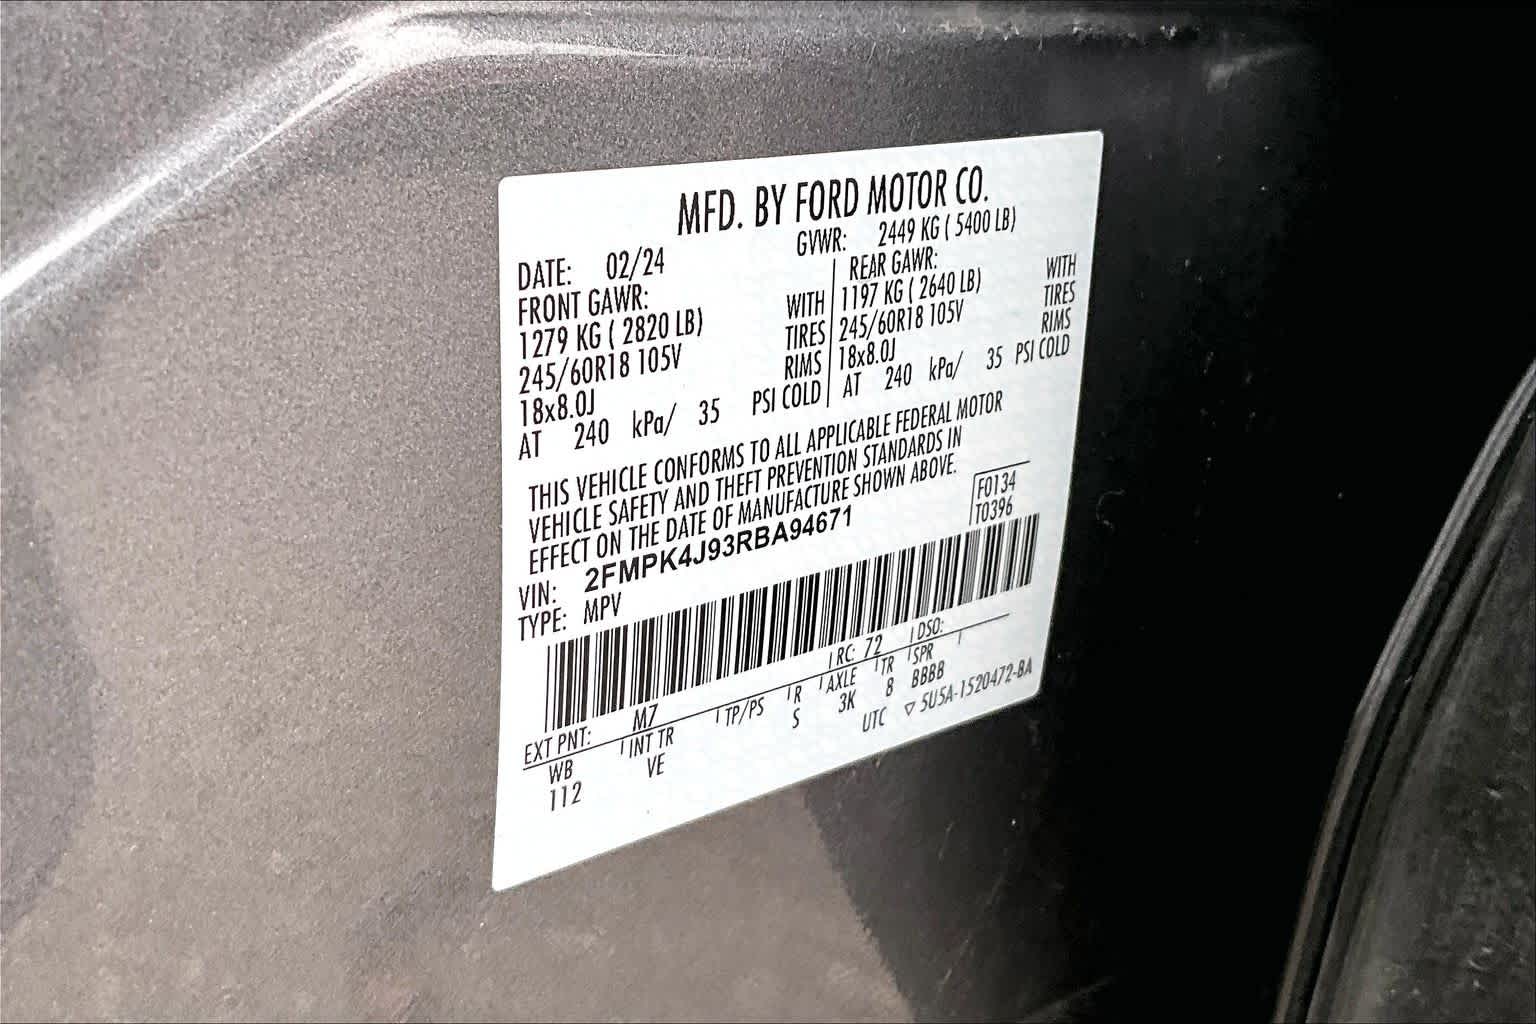 MFD. BY FORD MOTOR CO.
DATE: 02/24 GVWR: 2449 KG ( 5400 LB)
FRONT GAWR: REAR GAWR:
1279 KG ( 2820 LB) WITH 1197 KG ( 2640 LB) WITH
245/60R18 105V TIRES 245/60R18 105V TIRES
18x8.0J RIMS 18x8.0J RIMS
AT 240 kPa/ 35 PSI COLD AT 240 kPa/ 35 PSI COLD
THIS VEHICLE CONFORMS TO ALL APPLICABLE FEDERAL MOTOR
VEHICLE SAFETY AND THEFT PREVENTION STANDARDS IN
EFFECT ON THE DATE OF MANUFACTURE SHOWN ABOVE.
F0134
T0396
VIN: 2FMPK4J93RBA94671
TYPE: MPV
EXT PNT: M7 RC: 72 DSO:
WB INT TR TP/PS R AXLE TR SPR
112 VE S 3K 8 BBBB
UTC ▽ 5U5A-1520472-BA